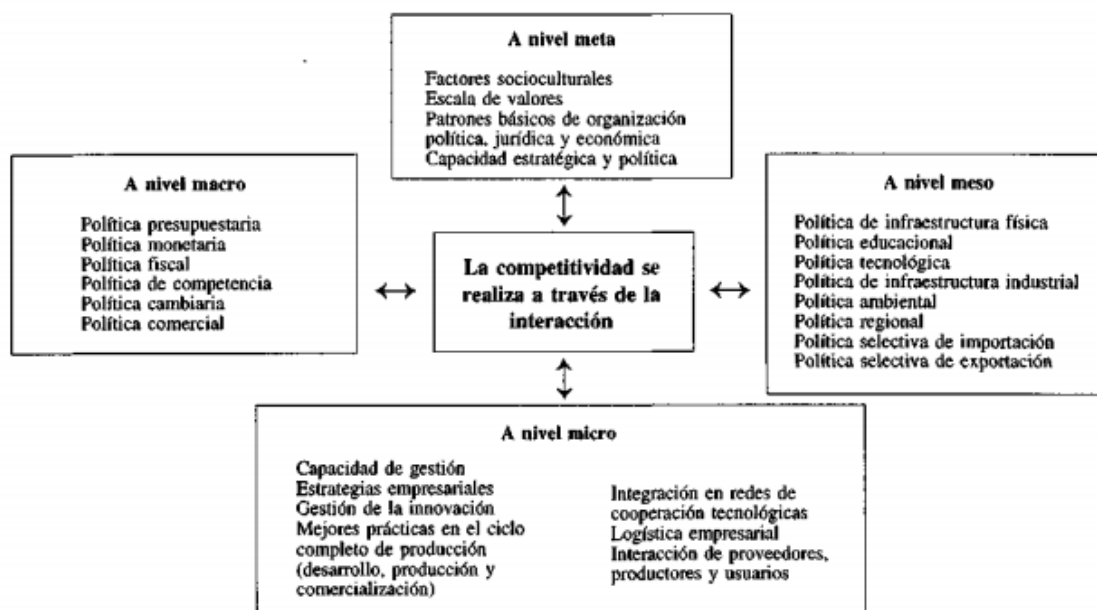 A nivel meta
Factores socioculturales
Escala de valores
Patrones básicos de organización
política, jurídica y económica
Capacidad estratégica y política
A nivel macro
Política presupuestaria
Política monetaria
Política fiscal
Política de competencia
Política cambiaria
Política comercial
La competitividad se
realiza a través de la
interacción
A nivel meso
Política de infraestructura física
Política educacional
Política tecnológica
Política de infraestructura industrial
Política ambiental
Política regional
Política selectiva de importación
Política selectiva de exportación
A nivel micro
Capacidad de gestión
Estrategias empresariales
Gestión de la innovación
Mejores prácticas en el ciclo
completo de producción
(desarrollo, producción y
comercialización)
Integración en redes de
cooperación tecnológicas
Logística empresarial
Interacción de proveedores,
productores y usuarios